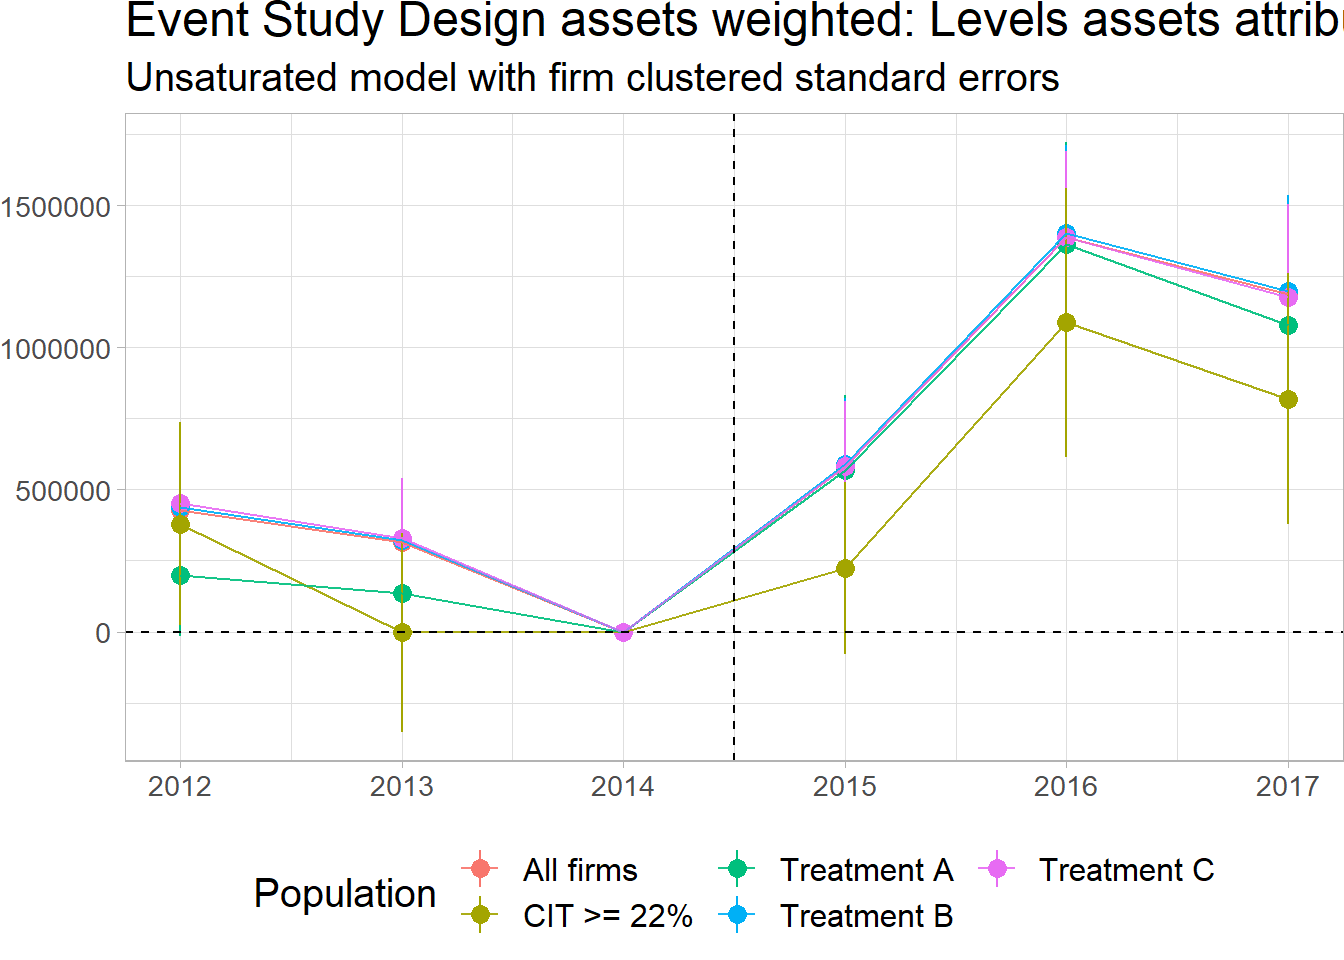 Event Study Design assets weighted: Levels assets
Unsaturated model with firm clustered standard errors
1500000
1000000
500000
0
2012 2013 2014 2015 2016 2017
Population
All firms Treatment A Treatment C
CIT >= 22% Treatment B